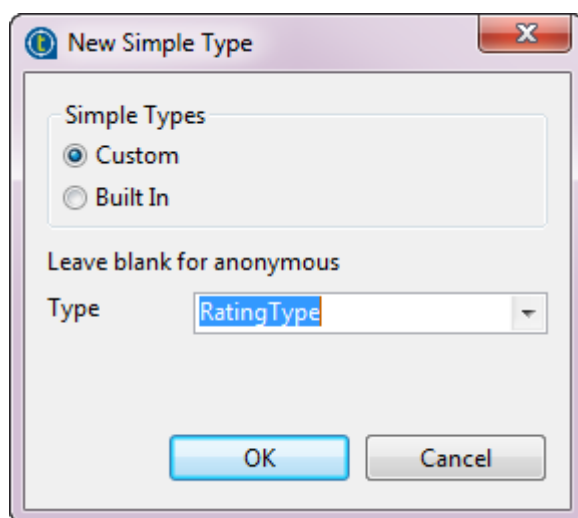 New Simple Type
Simple Types
Custom
Built In
Leave blank for anonymous
Type RatingType
OK Cancel